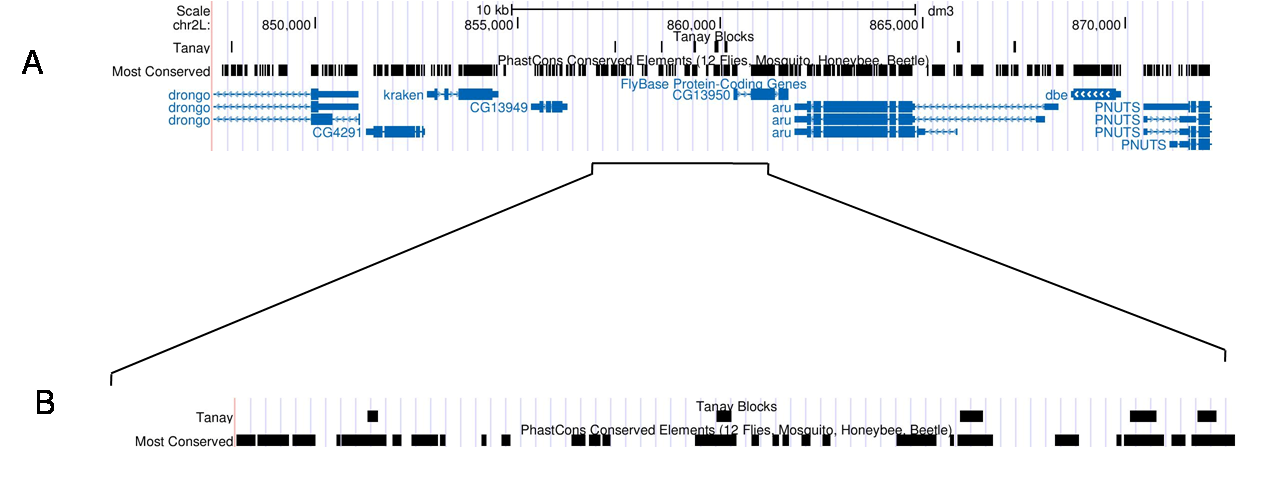 Scale 10 kb dm3
chr2L: 850,000 855,000 860,000 865,000 870,000
Tanay Blocks
Tanay
A
PhastCons Conserved Elements (12 Flies, Mosquito, Honeybee, Beetle)
Most Conserved
FlyBase Protein-Coding Genes
drongo kraken CG13950 dbe
drongo CG13949 aru PNUTS
drongo aru PNUTS
CG4291 aru PNUTS
PNUTS
B
Tanay Blocks
Tanay
PhastCons Conserved Elements (12 Flies, Mosquito, Honeybee, Beetle)
Most Conserved